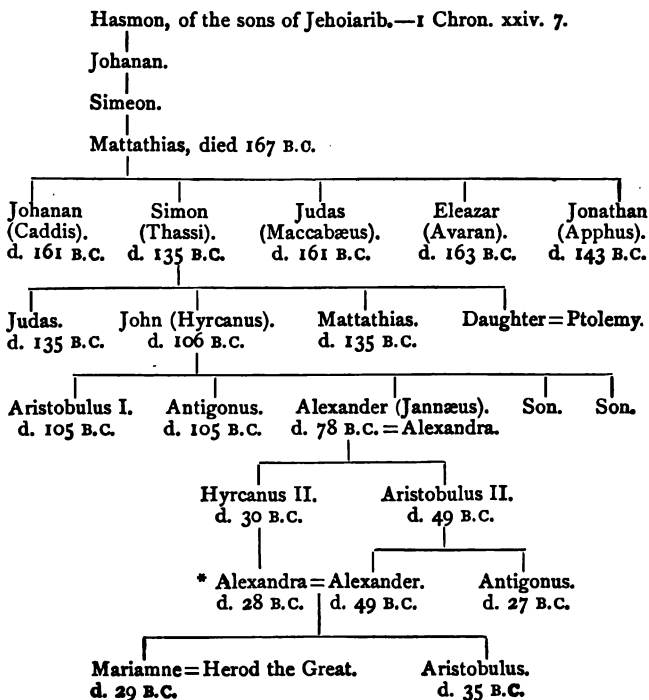 Hasmon, of the sons of Jehoiarib.—1 Chron. xxiv. 7.
Johanan.
Simeon.
Mattathias, died 167 B.C.
Johanan Simon Judas Eleazar Jonathan
(Caddis). (Thassi). (Maccabæus). (Avaran). (Apphus).
d. 161 B.C. d. 135 B.C. d. 161 B.C. d. 163 B.C. d. 143 B.C.
Judas. John (Hyrcanus). Mattathias. Daughter=Ptolemy.
d. 135 B.C. d. 106 B.C. d. 135 B.C.
Aristobulus I. Antigonus. Alexander (Jannæus). Son. Son.
d. 105 B.C. d. 105 B.C. d. 78 B.C.=Alexandra.
Hyrcanus II. Aristobulus II.
d. 30 B.C. d. 49 B.C.
* Alexandra=Alexander. Antigonus.
d. 28 B.C. d. 49 B.C. d. 27 B.C.
Mariamne=Herod the Great. Aristobulus.
d. 29 B.C. d. 35 B.C.